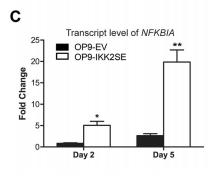 C
Transcript level of NFKBIA
OP9-EV
OP9-IKK2SE
Fold Change
25
20
15
10
5
0
*
**
Day 2
Day 5